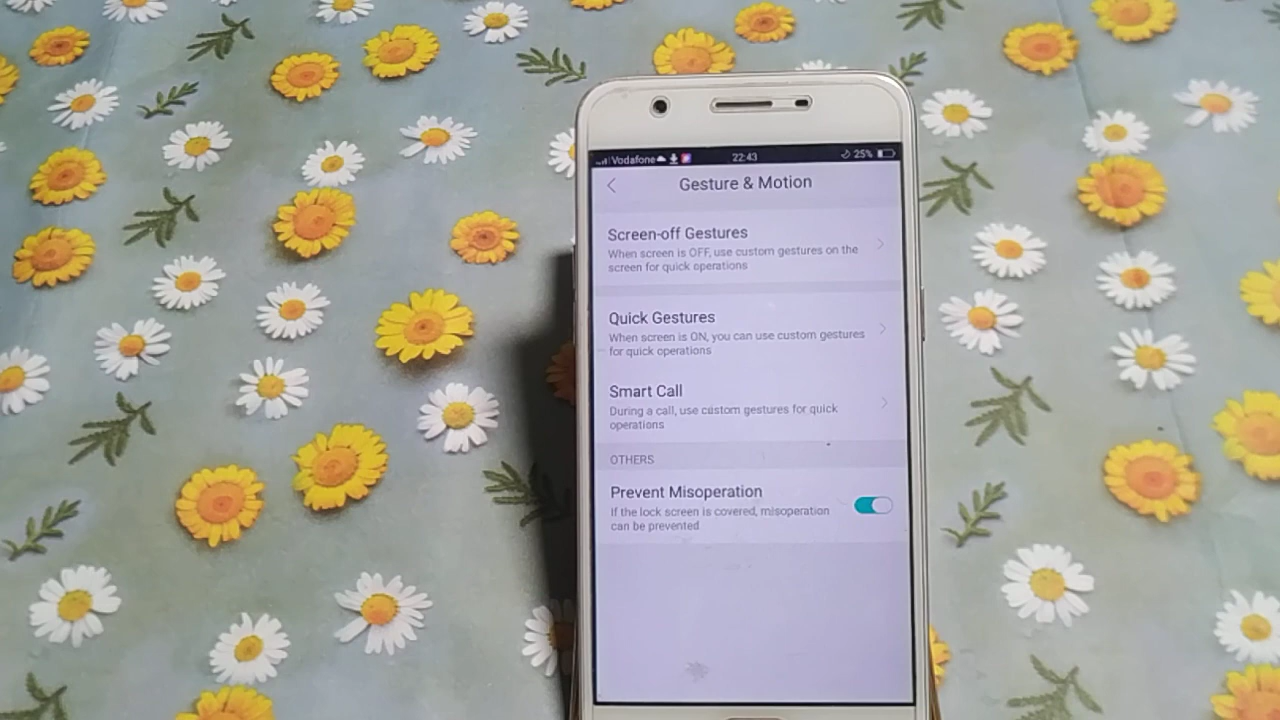 Vodafone 22:43 25%
Gesture & Motion
Screen-off Gestures
When screen is OFF, use custom gestures on the
screen for quick operations
Quick Gestures
When screen is ON, you can use custom gestures
for quick operations
Smart Call
During a call, use custom gestures for quick
operations
OTHERS
Prevent Misoperation
If the lock screen is covered, misoperation
can be prevented